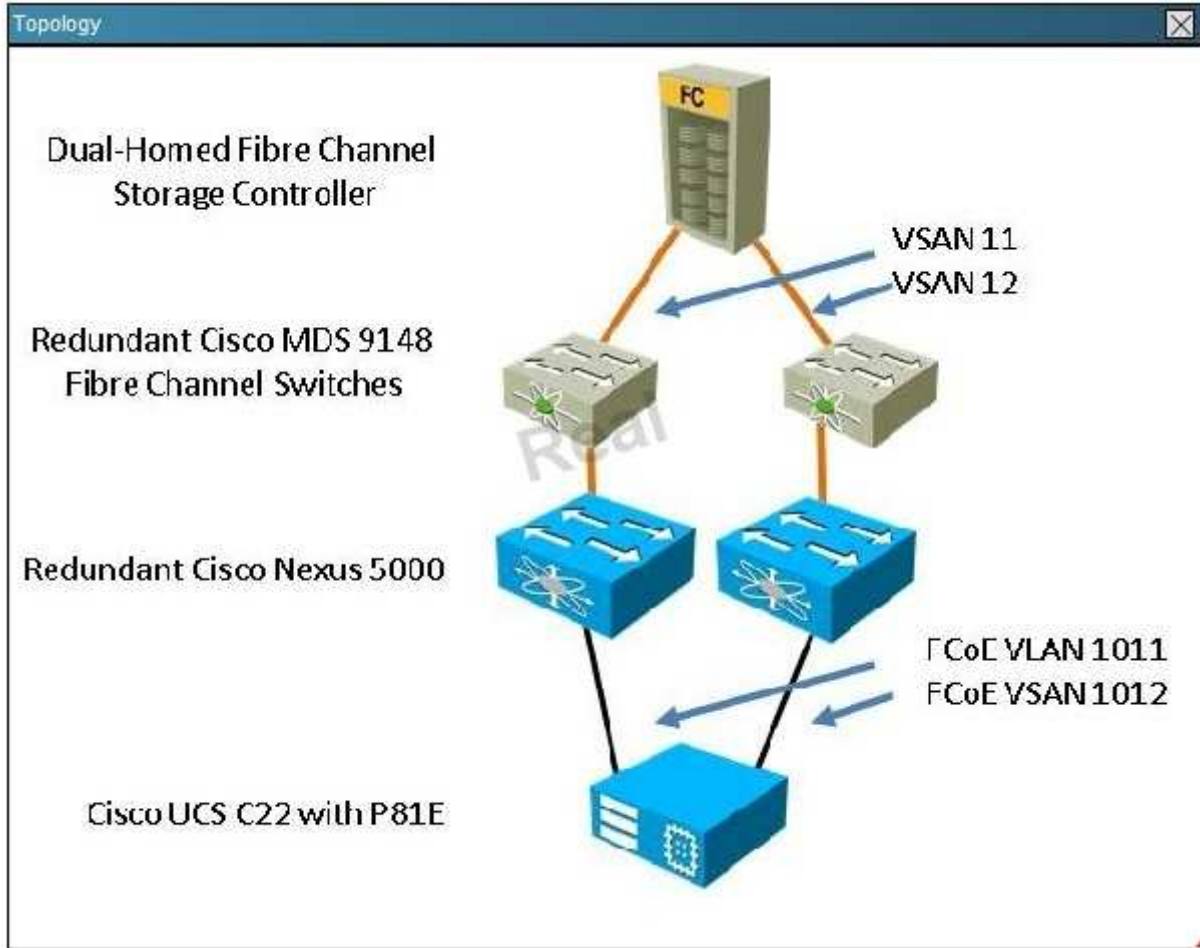 Topology
FC
Dual-Homed Fibre Channel
Storage Controller
VSAN 11
VSAN 12
Redundant Cisco MDS 9148
Fibre Channel Switches
Real
Redundant Cisco Nexus 5000
FCoE VLAN 1011
FCoE VSAN 1012
Cisco UCS C22 with P81E